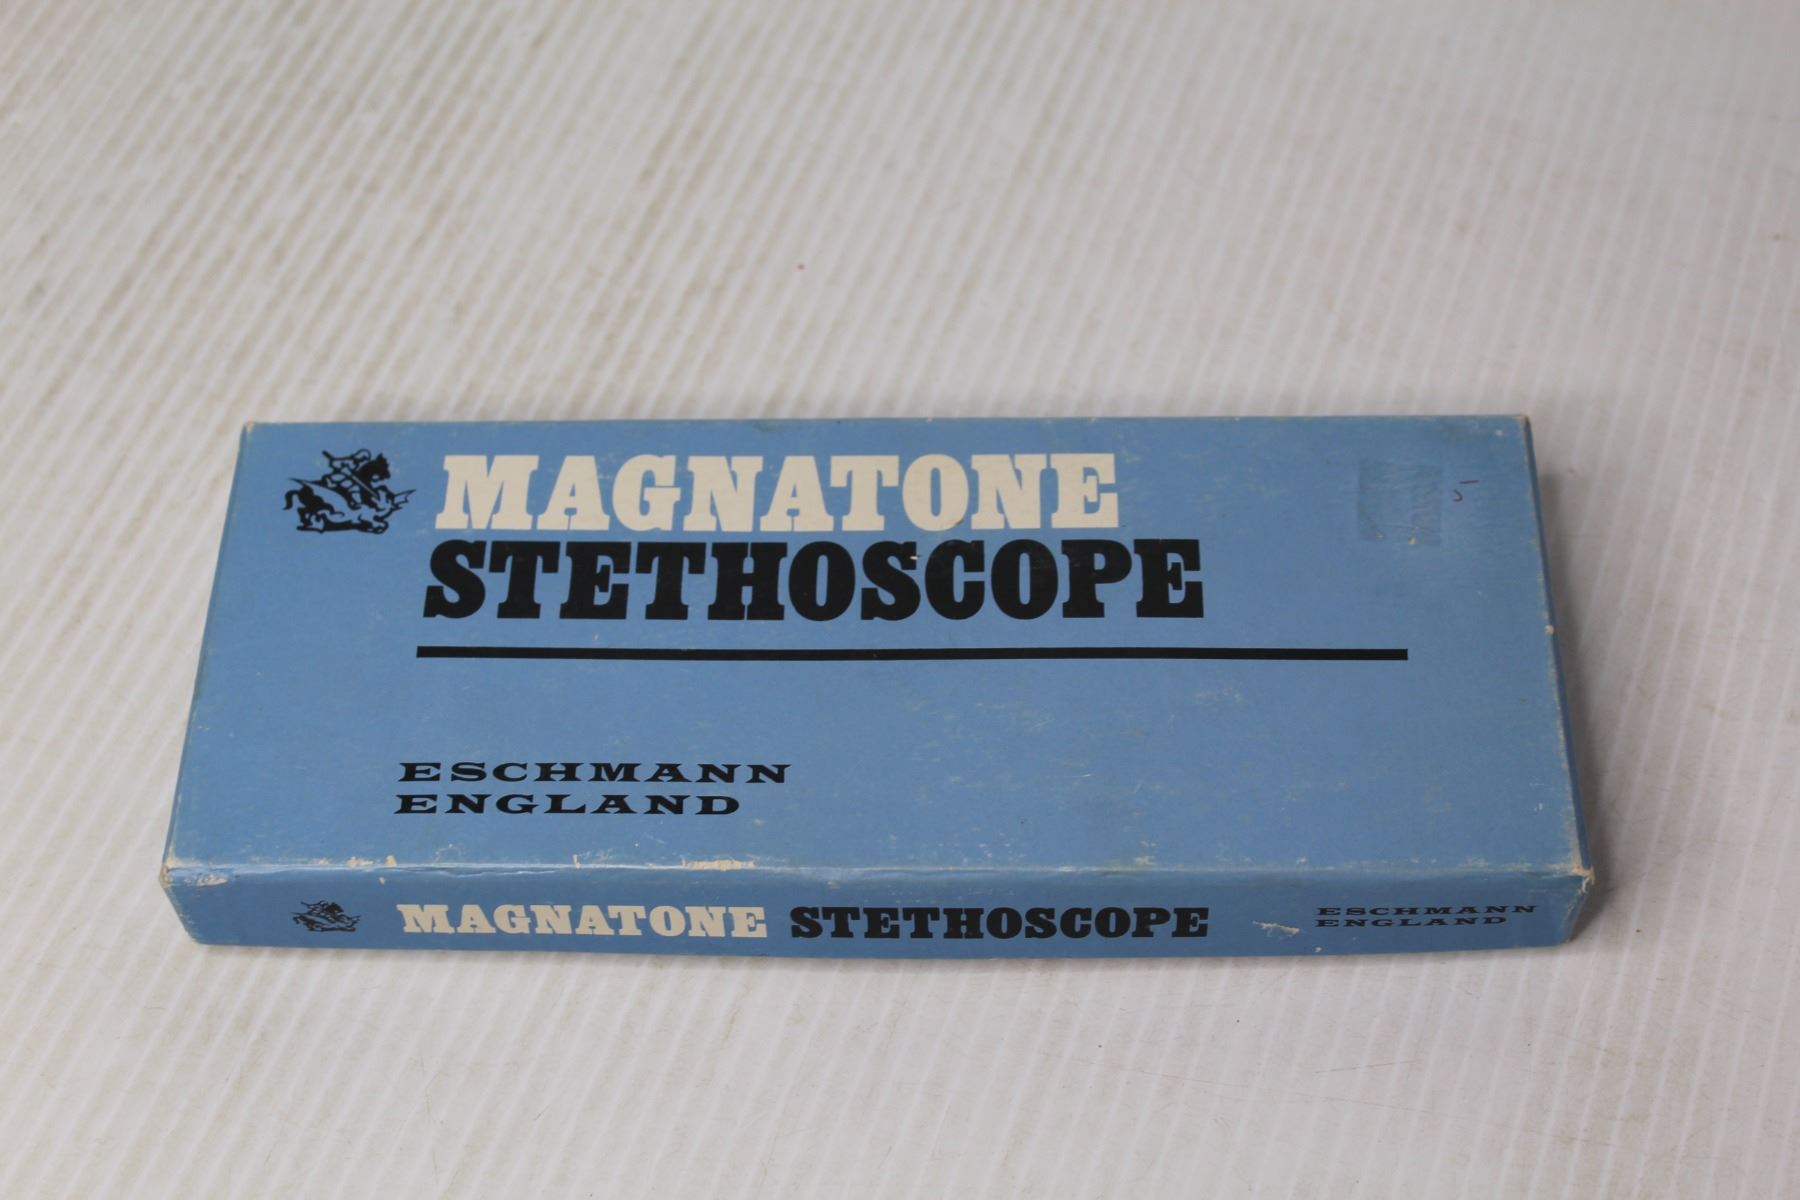 MAGNATONE
STETHOSCOPE
ESCHMANN
ENGLAND
MAGNATONE STETHOSCOPE
ESCHMANN
ENGLAND